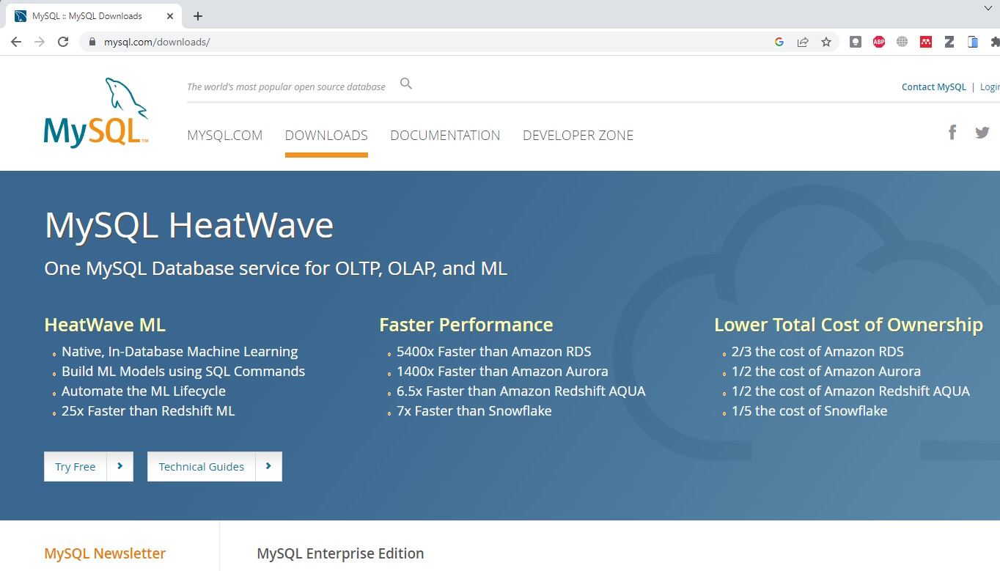 MySQL :: MySQL Downloads
mysql.com/downloads/
ABP
The world's most popular open source database
Contact MySQL | Login
MySQL™
MYSQL.COM DOWNLOADS DOCUMENTATION DEVELOPER ZONE
MySQL HeatWave
One MySQL Database service for OLTP, OLAP, and ML
HeatWave ML
Native, In-Database Machine Learning
Build ML Models using SQL Commands
Automate the ML Lifecycle
25x Faster than Redshift ML
Faster Performance
5400x Faster than Amazon RDS
1400x Faster than Amazon Aurora
6.5x Faster than Amazon Redshift AQUA
7x Faster than Snowflake
Lower Total Cost of Ownership
2/3 the cost of Amazon RDS
1/2 the cost of Amazon Aurora
1/2 the cost of Amazon Redshift AQUA
1/5 the cost of Snowflake
Try Free
Technical Guides
MySQL Newsletter
MySQL Enterprise Edition